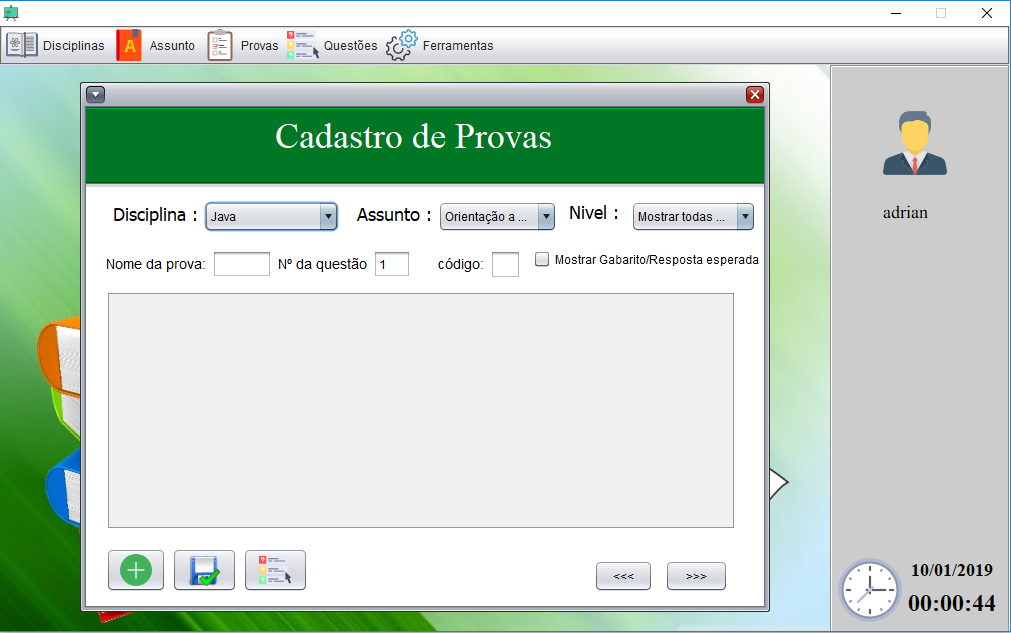 Disciplinas Assunto Provas Questões Ferramentas
Cadastro de Provas
Disciplina : Java Assunto : Orientação a ... Nivel : Mostrar todas ...
Nome da prova: Nº da questão 1 código: Mostrar Gabarito/Resposta esperada
<<< >>>
adrian
10/01/2019
00:00:44